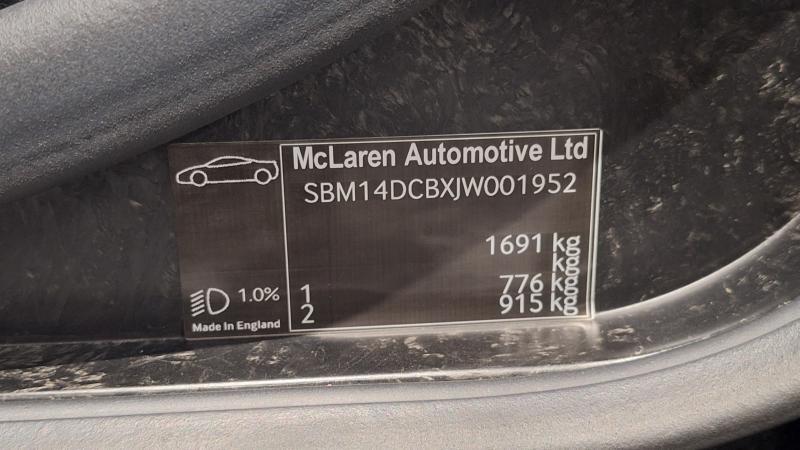 McLaren Automotive Ltd
SBM14DCBXJW001952
1691 kg
kg
1 776 kg
2 915 kg
1.0%
Made In England